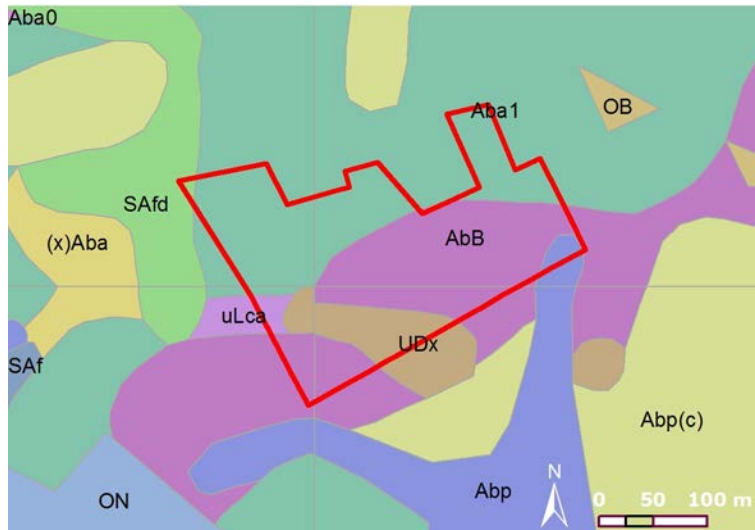 Aba0
Aba1
OB
SAfd
(x)Aba
AbB
uLca
UDx
SAf
Abp(c)
ON
Abp
N
0 50 100 m